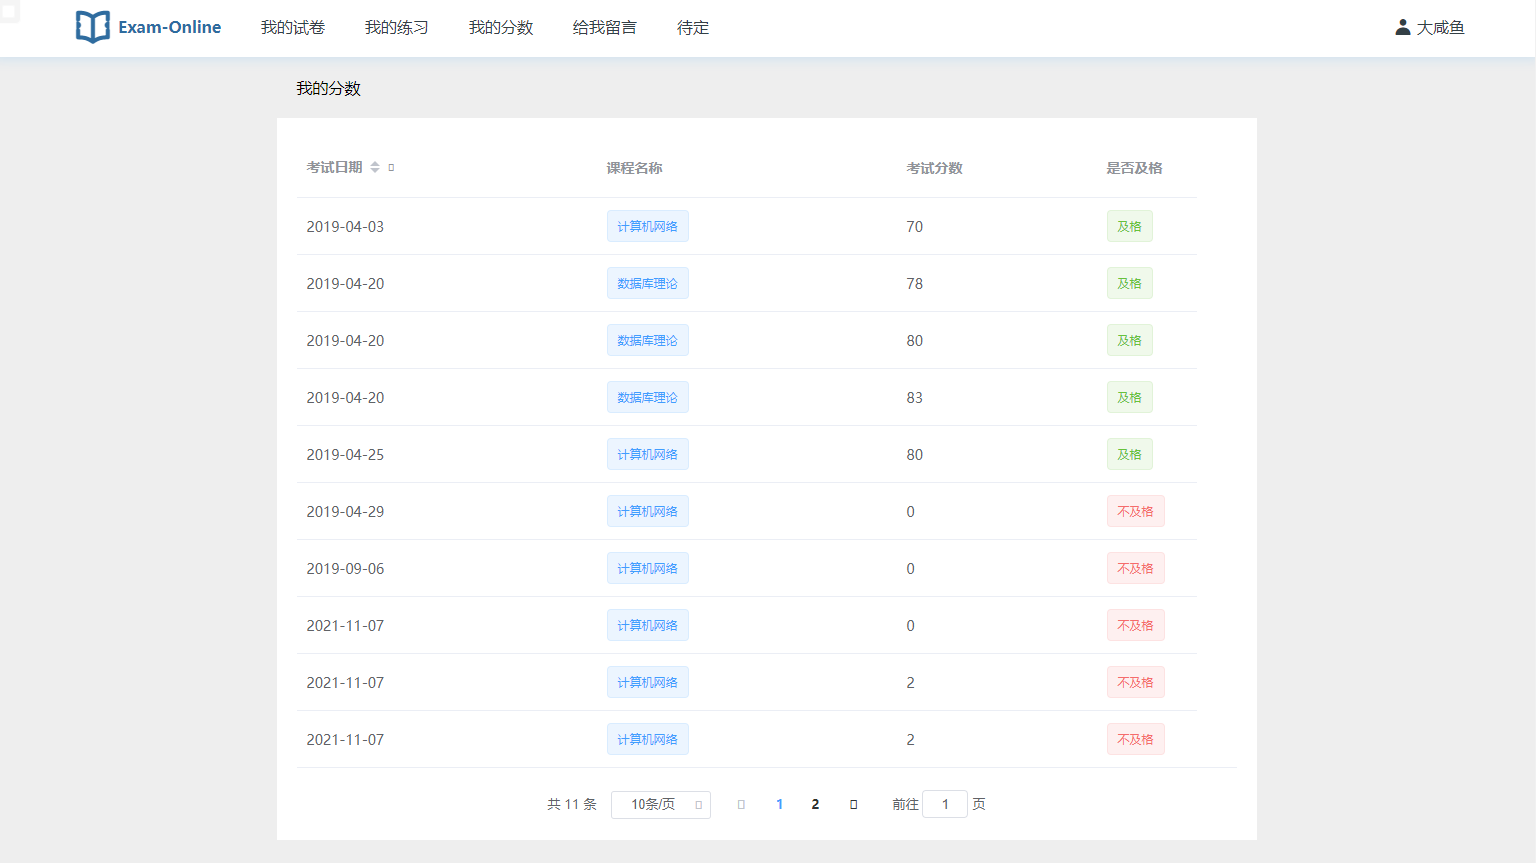 Exam-Online 我的试卷 我的练习 我的分数 给我留言 待定 大咸鱼
我的分数
考试日期 课程名称 考试分数 是否及格
2019-04-03 计算机网络 70 及格
2019-04-20 数据库理论 78 及格
2019-04-20 数据库理论 80 及格
2019-04-20 数据库理论 83 及格
2019-04-25 计算机网络 80 及格
2019-04-29 计算机网络 0 不及格
2019-09-06 计算机网络 0 不及格
2021-11-07 计算机网络 0 不及格
2021-11-07 计算机网络 2 不及格
2021-11-07 计算机网络 2 不及格
共 11 条 10条/页 1 2 前往 1 页